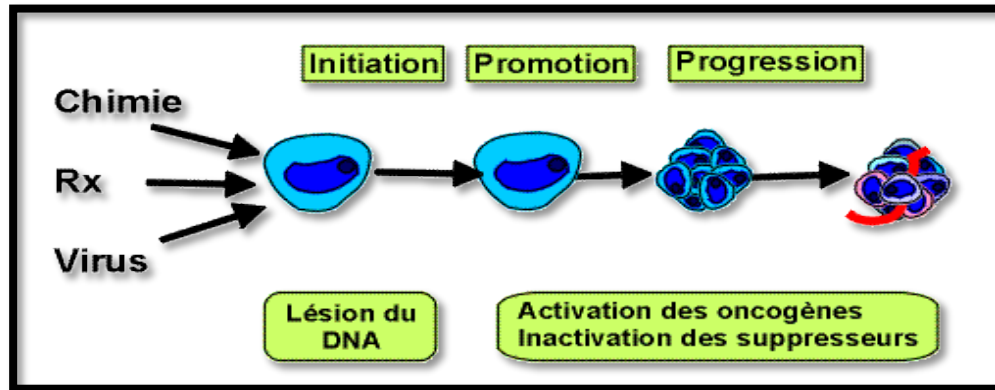 Initiation
Promotion
Progression
Chimie
Rx
Virus
Lésion du
DNA
Activation des oncogènes
Inactivation des suppresseurs